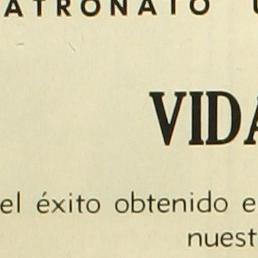 ATRONATO
VIDA
el éxito obtenido e
nuest